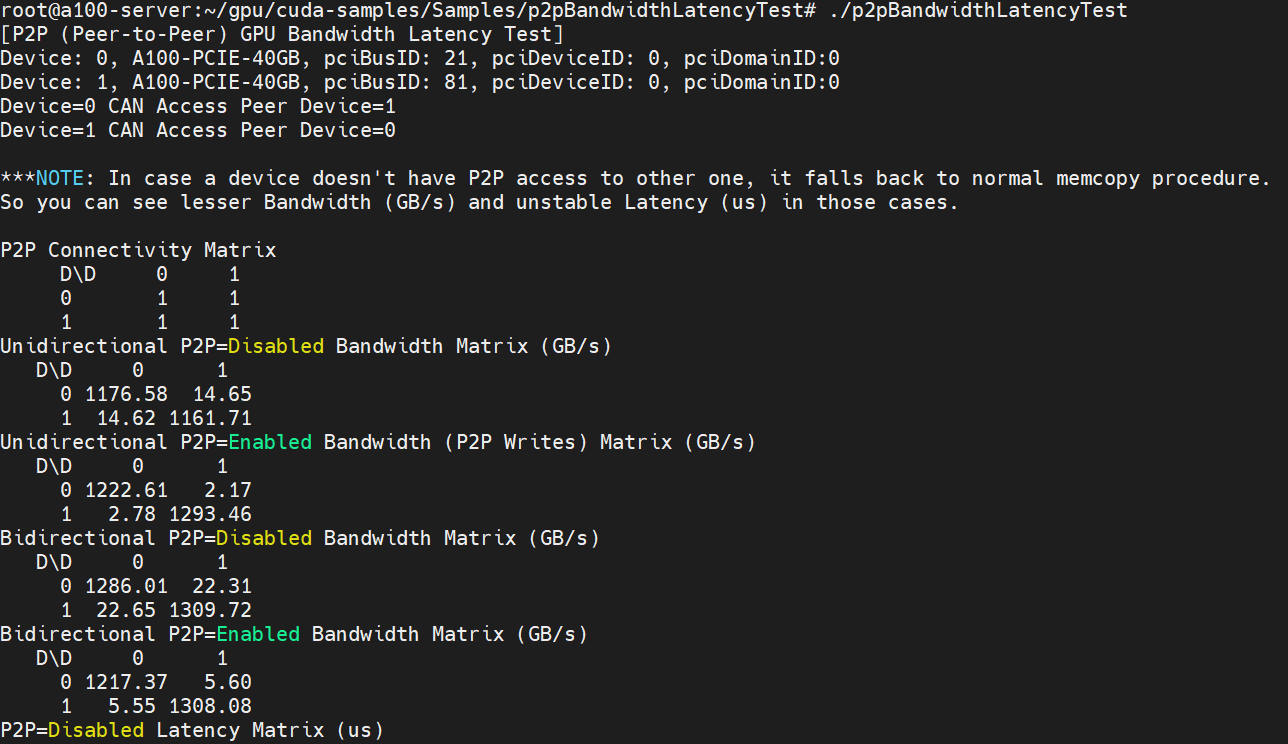 root@a100-server:~/gpu/cuda-samples/Samples/p2pBandwidthLatencyTest# ./p2pBandwidthLatencyTest
[P2P (Peer-to-Peer) GPU Bandwidth Latency Test]
Device: 0, A100-PCIE-40GB, pciBusID: 21, pciDeviceID: 0, pciDomainID:0
Device: 1, A100-PCIE-40GB, pciBusID: 81, pciDeviceID: 0, pciDomainID:0
Device=0 CAN Access Peer Device=1
Device=1 CAN Access Peer Device=0

***NOTE: In case a device doesn't have P2P access to other one, it falls back to normal memcopy procedure.
So you can see lesser Bandwidth (GB/s) and unstable Latency (us) in those cases.

P2P Connectivity Matrix
     D\D     0     1
     0       1     1
     1       1     1
Unidirectional P2P=Disabled Bandwidth Matrix (GB/s)
   D\D     0      1
     0 1176.58  14.65
     1  14.62 1161.71
Unidirectional P2P=Enabled Bandwidth (P2P Writes) Matrix (GB/s)
   D\D     0      1
     0 1222.61   2.17
     1   2.78 1293.46
Bidirectional P2P=Disabled Bandwidth Matrix (GB/s)
   D\D     0      1
     0 1286.01  22.31
     1  22.65 1309.72
Bidirectional P2P=Enabled Bandwidth Matrix (GB/s)
   D\D     0      1
     0 1217.37   5.60
     1   5.55 1308.08
P2P=Disabled Latency Matrix (us)